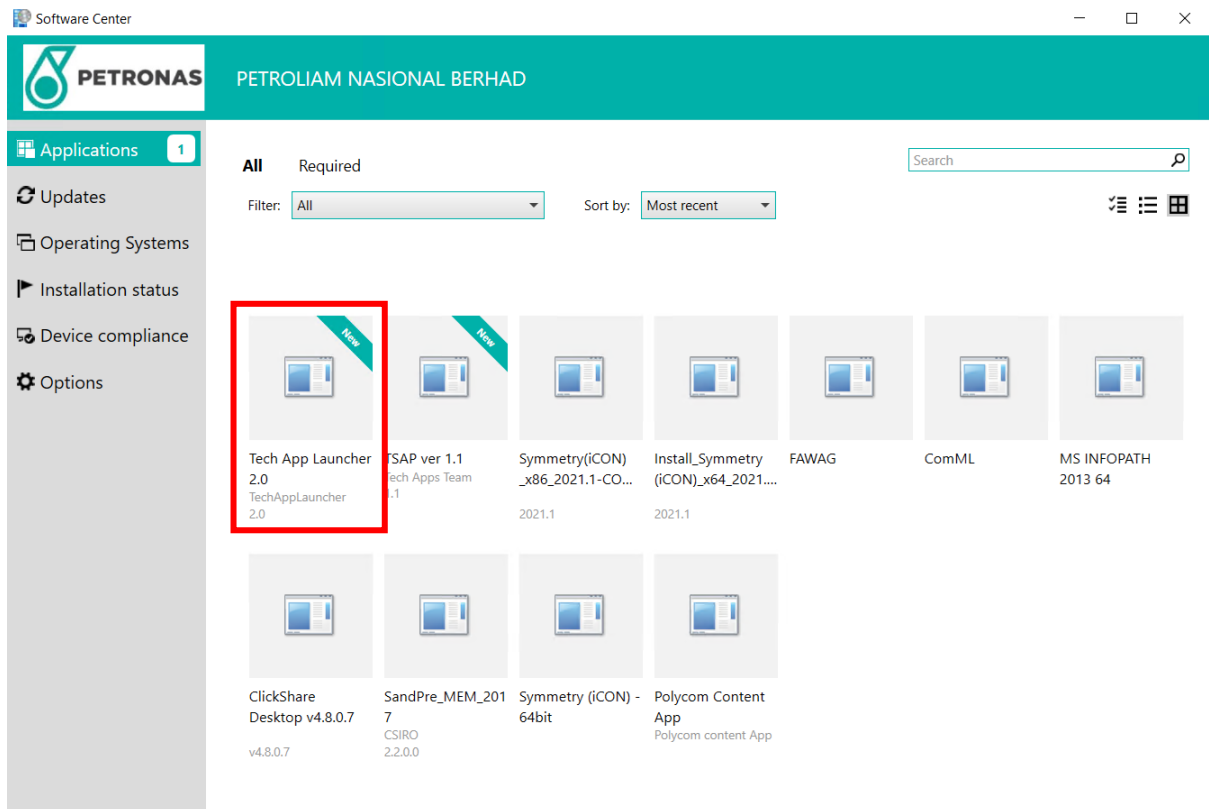 Software Center
PETRONAS
PETROLIAM NASIONAL BERHAD
Applications 1
Updates
Operating Systems
Installation status
Device compliance
Options
All Required
Search
Filter: All Sort by: Most recent
New
New
Tech App Launcher
2.0
TechAppLauncher
2.0
TSAP ver 1.1
Tech Apps Team
1.1
Symmetry(iCON)
_x86_2021.1-CO...
2021.1
Install_Symmetry
(iCON)_x64_2021....
2021.1
FAWAG
ComML
MS INFOPATH
2013 64
ClickShare
Desktop v4.8.0.7
v4.8.0.7
SandPre_MEM_201
7
CSIRO
2.2.0.0
Symmetry (iCON) -
64bit
Polycom Content
App
Polycom content App